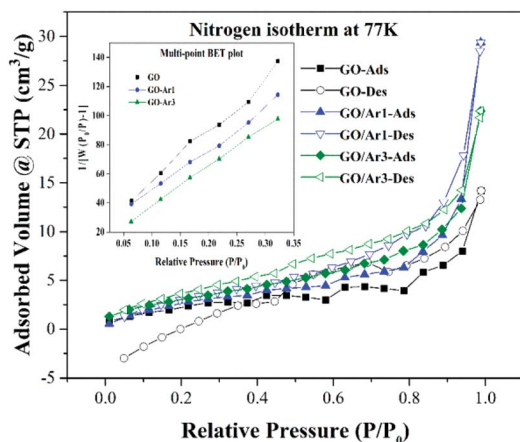 Nitrogen isotherm at 77K
Multi-point BET plot
GO
GO-Ar1
GO-Ar3
1/[W (P₀/P)-1]
140
120
100
80
60
40
20
0.05 0.10 0.15 0.20 0.25 0.30 0.35
Relative Pressure (P/P₀)
GO-Ads
GO-Des
GO/Ar1-Ads
GO/Ar1-Des
GO/Ar3-Ads
GO/Ar3-Des
Adsorbed Volume @ STP (cm³/g)
30
25
20
15
10
5
0
-5
0.0 0.2 0.4 0.6 0.8 1.0
Relative Pressure (P/P₀)